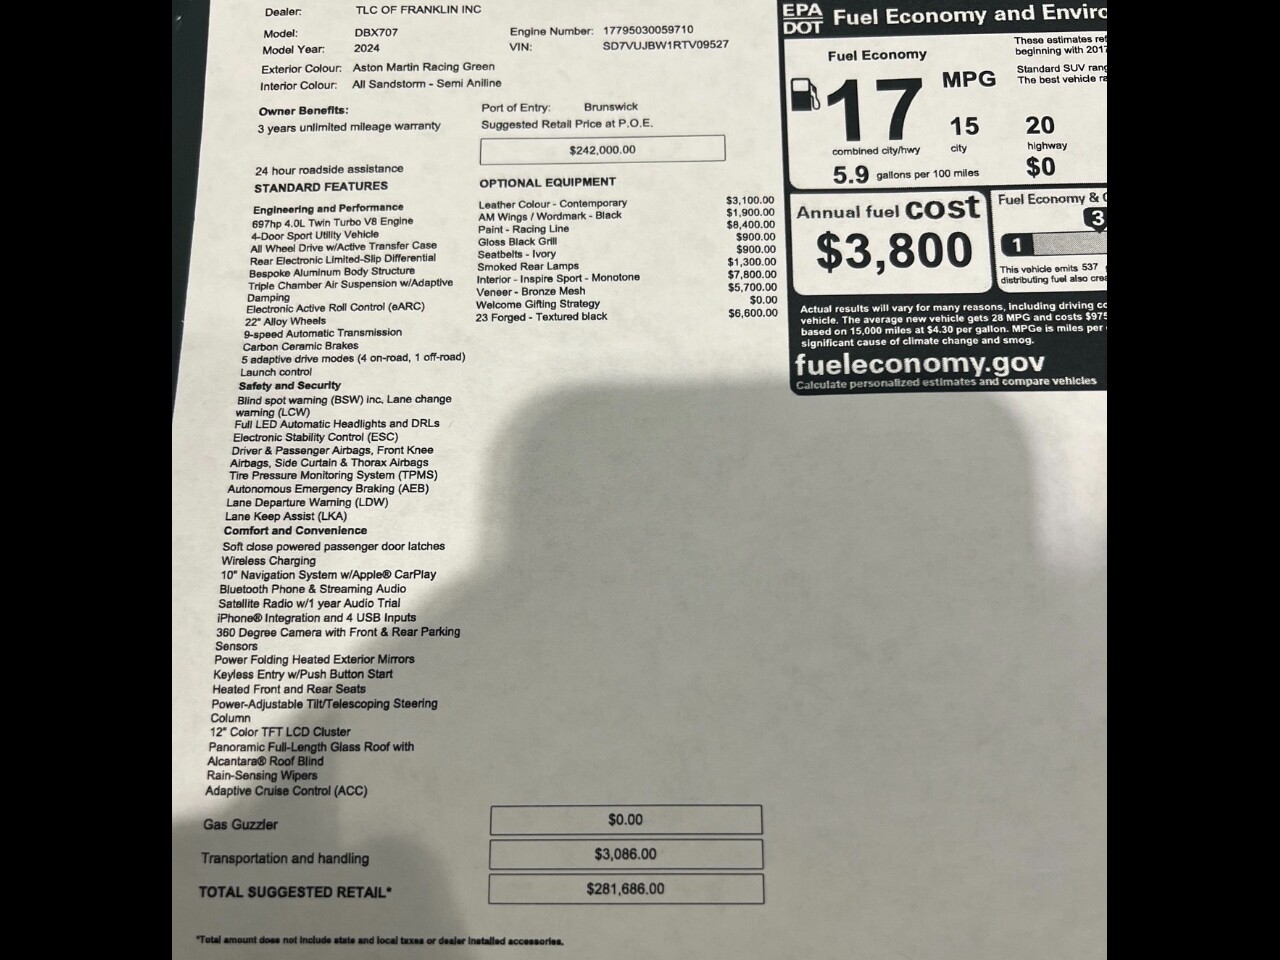 Dealer: TLC OF FRANKLIN INC
Model: DBX707 Engine Number: 17795030059710
Model Year: 2024 VIN: SD7VUJBW1RTV09527
Exterior Colour: Aston Martin Racing Green
Interior Colour: All Sandstorm - Semi Aniline
Owner Benefits: Port of Entry: Brunswick
3 years unlimited mileage warranty Suggested Retail Price at P.O.E.
$242,000.00
24 hour roadside assistance
STANDARD FEATURES
Engineering and Performance
697hp 4.0L Twin Turbo V8 Engine
4-Door Sport Utility Vehicle
All Wheel Drive w/Active Transfer Case
Rear Electronic Limited-Slip Differential
Bespoke Aluminum Body Structure
Triple Chamber Air Suspension w/Adaptive
Damping
Electronic Active Roll Control (eARC)
22" Alloy Wheels
9-speed Automatic Transmission
Carbon Ceramic Brakes
5 adaptive drive modes (4 on-road, 1 off-road)
Launch control
Safety and Security
Blind spot warning (BSW) inc. Lane change
warning (LCW)
Full LED Automatic Headlights and DRLs
Electronic Stability Control (ESC)
Driver & Passenger Airbags, Front Knee
Airbags, Side Curtain & Thorax Airbags
Tire Pressure Monitoring System (TPMS)
Autonomous Emergency Braking (AEB)
Lane Departure Warning (LDW)
Lane Keep Assist (LKA)
Comfort and Convenience
Soft close powered passenger door latches
Wireless Charging
10" Navigation System w/Apple® CarPlay
Bluetooth Phone & Streaming Audio
Satellite Radio w/1 year Audio Trial
iPhone® Integration and 4 USB Inputs
360 Degree Camera with Front & Rear Parking
Sensors
Power Folding Heated Exterior Mirrors
Keyless Entry w/Push Button Start
Heated Front and Rear Seats
Power-Adjustable Tilt/Telescoping Steering
Column
12" Color TFT LCD Cluster
Panoramic Full-Length Glass Roof with
Alcantara® Roof Blind
Rain-Sensing Wipers
Adaptive Cruise Control (ACC)
OPTIONAL EQUIPMENT
Leather Colour - Contemporary $3,100.00
AM Wings / Wordmark - Black $1,900.00
Paint - Racing Line $8,400.00
Gloss Black Grill $900.00
Seatbelts - Ivory $900.00
Smoked Rear Lamps $1,300.00
Interior - Inspire Sport - Monotone $7,800.00
Veneer - Bronze Mesh $5,700.00
Welcome Gifting Strategy $0.00
23 Forged - Textured black $6,600.00
Gas Guzzler $0.00
Transportation and handling $3,086.00
TOTAL SUGGESTED RETAIL* $281,686.00
*Total amount does not include state and local taxes or dealer installed accessories.
EPA
DOT Fuel Economy and Enviro
Fuel Economy
17 MPG
combined city/hwy
15
city
20
highway
5.9 gallons per 100 miles
$0
These estimates
beginning with 2017
Standard SUV
The best vehicle
Annual fuel cost
$3,800
Fuel Economy &
3
1
This vehicle emits 537
distributing fuel also
Actual results will vary for many reasons, including driving
vehicle. The average new vehicle gets 28 MPG and costs $975
based on 15,000 miles at $4.30 per gallon. MPGe is miles per
significant cause of climate change and smog.
fueleconomy.gov
Calculate personalized estimates and compare vehicles